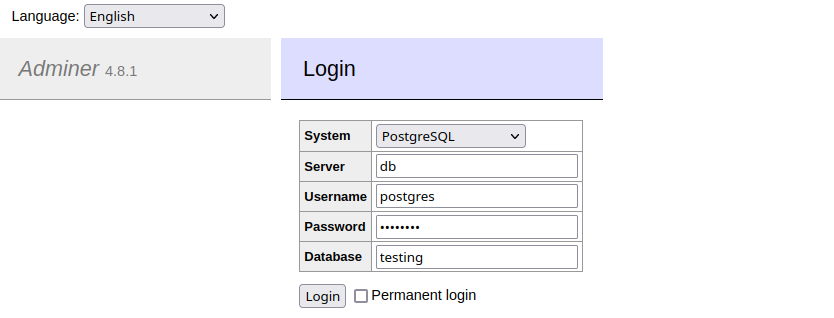 Language: English
Adminer 4.8.1
Login
System PostgreSQL
Server db
Username postgres
Password ••••••••
Database testing
Login Permanent login